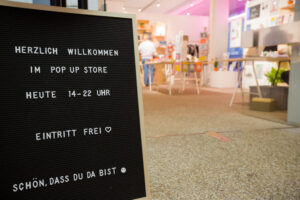 HERZLICH WILLKOMMEN
IM POP UP STORE
HEUTE 14-22 UHR
EINTRITT FREI ♡
SCHÖN, DASS DU DA BIST ☻